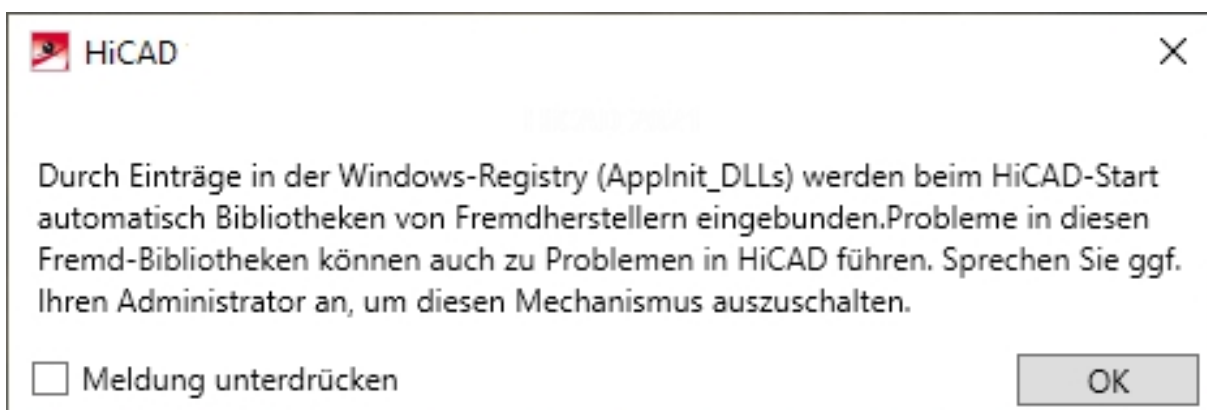 HiCAD
Durch Einträge in der Windows-Registry (AppInit_DLLs) werden beim HiCAD-Start
automatisch Bibliotheken von Fremdherstellern eingebunden.Probleme in diesen
Fremd-Bibliotheken können auch zu Problemen in HiCAD führen. Sprechen Sie ggf.
Ihren Administrator an, um diesen Mechanismus auszuschalten.
Meldung unterdrücken
OK